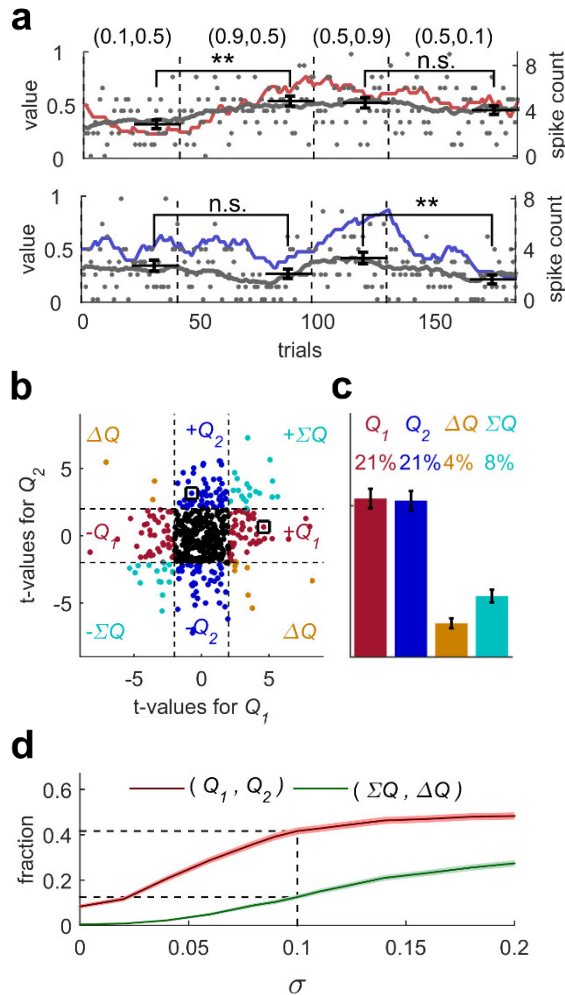 a
(0.1,0.5) (0.9,0.5) (0.5,0.9) (0.5,0.1)
** n.s.
1 8
0.5 4
0 0
value spike count
n.s. **
1 8
0.5 4
0 0
value spike count
0 50 100 150
trials
b c
ΔQ +Q2 +ΣQ
5
-Q1 0 +Q1
-5
-ΣQ -Q2 ΔQ
-5 0 5
t-values for Q2
t-values for Q1
Q1 Q2 ΔQ ΣQ
21% 21% 4% 8%
d
0.6 (Q1, Q2) (ΣQ, ΔQ)
0.4
0.2
0
fraction
0 0.05 0.1 0.15 0.2
σ